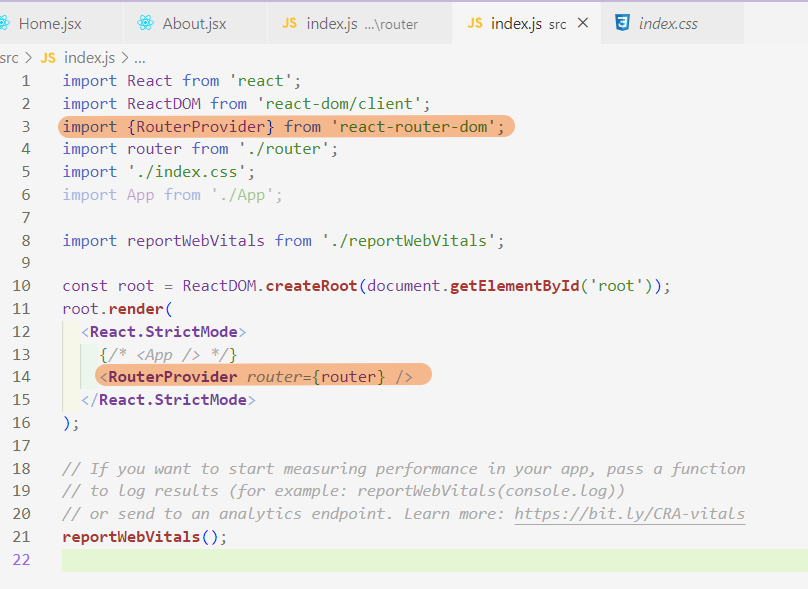 Home.jsx About.jsx JS index.js ...\router JS index.js src × index.css
src > JS index.js > ...
1 import React from 'react';
2 import ReactDOM from 'react-dom/client';
3 import {RouterProvider} from 'react-router-dom';
4 import router from './router';
5 import './index.css';
6 import App from './App';
7
8 import reportWebVitals from './reportWebVitals';
9
10 const root = ReactDOM.createRoot(document.getElementById('root'));
11 root.render(
12 <React.StrictMode>
13 {/* <App /> */}
14 <RouterProvider router={router} />
15 </React.StrictMode>
16 );
17
18 // If you want to start measuring performance in your app, pass a function
19 // to log results (for example: reportWebVitals(console.log))
20 // or send to an analytics endpoint. Learn more: https://bit.ly/CRA-vitals
21 reportWebVitals();
22